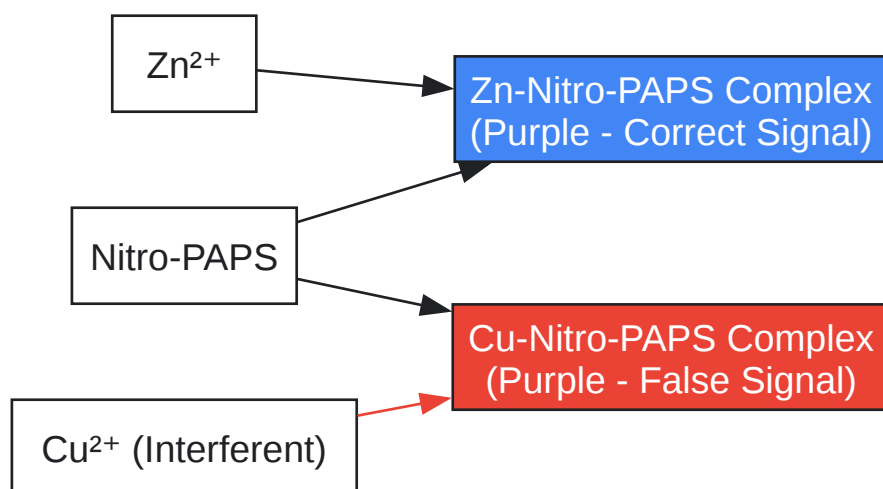 Zn²⁺
Zn-Nitro-PAPS Complex
(Purple - Correct Signal)
Nitro-PAPS
Cu-Nitro-PAPS Complex
(Purple - False Signal)
Cu²⁺ (Interferent)